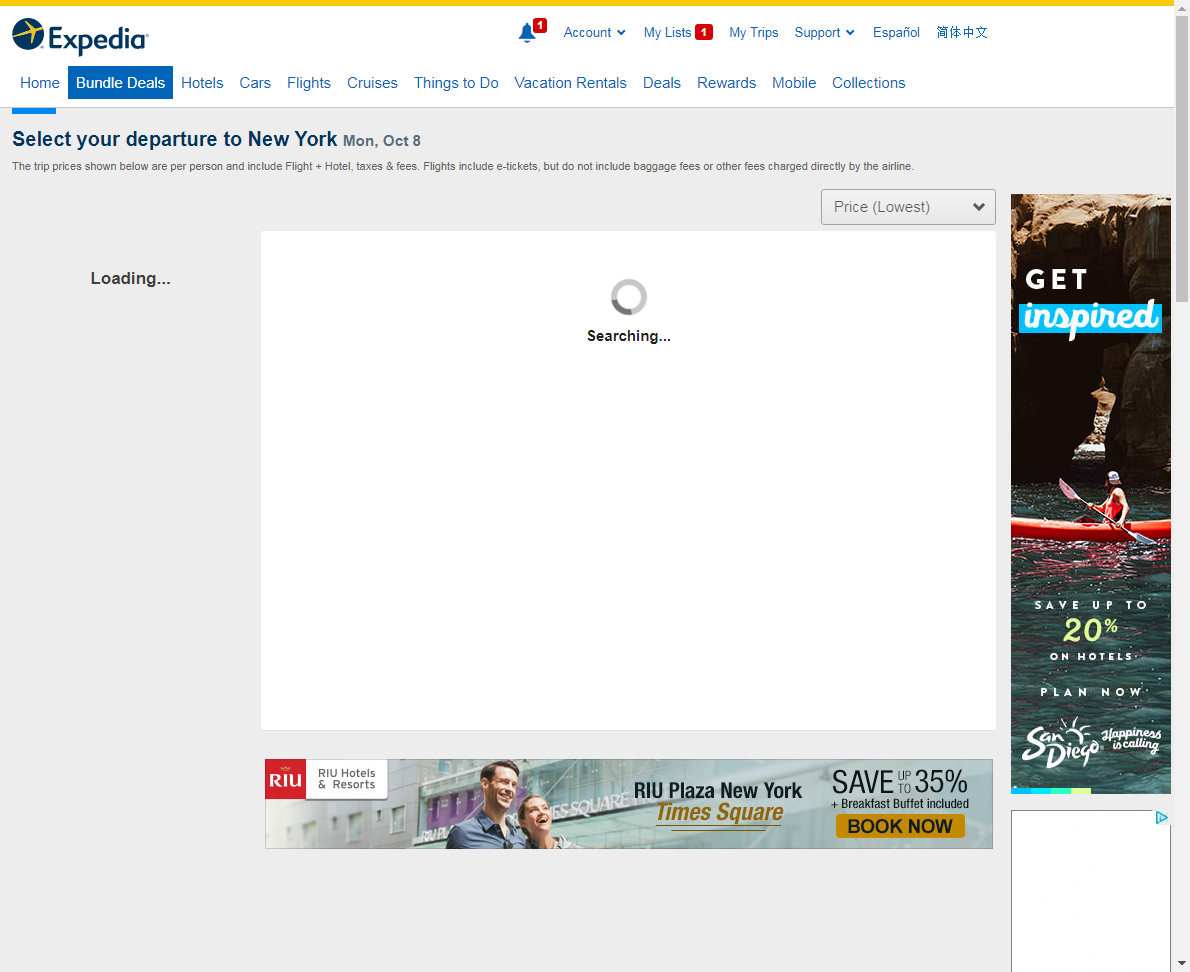 1
Expedia
Account
My Lists 1
My Trips
Support
Español
简体中文
Home
Bundle Deals
Hotels
Cars
Flights
Cruises
Things to Do
Vacation Rentals
Deals
Rewards
Mobile
Collections
Select your departure to New York Mon, Oct 8
The trip prices shown below are per person and include Flight + Hotel, taxes & fees. Flights include e-tickets, but do not include baggage fees or other fees charged directly by the airline.
Price (Lowest)
Loading...
Searching...
GET
inspired
SAVE UP TO
20%
ON HOTELS
PLAN NOW
San Diego
Happiness
is calling
RIU
RIU Hotels
& Resorts
RIU Plaza New York
Times Square
SAVE UP TO 35%
+ Breakfast Buffet included
BOOK NOW